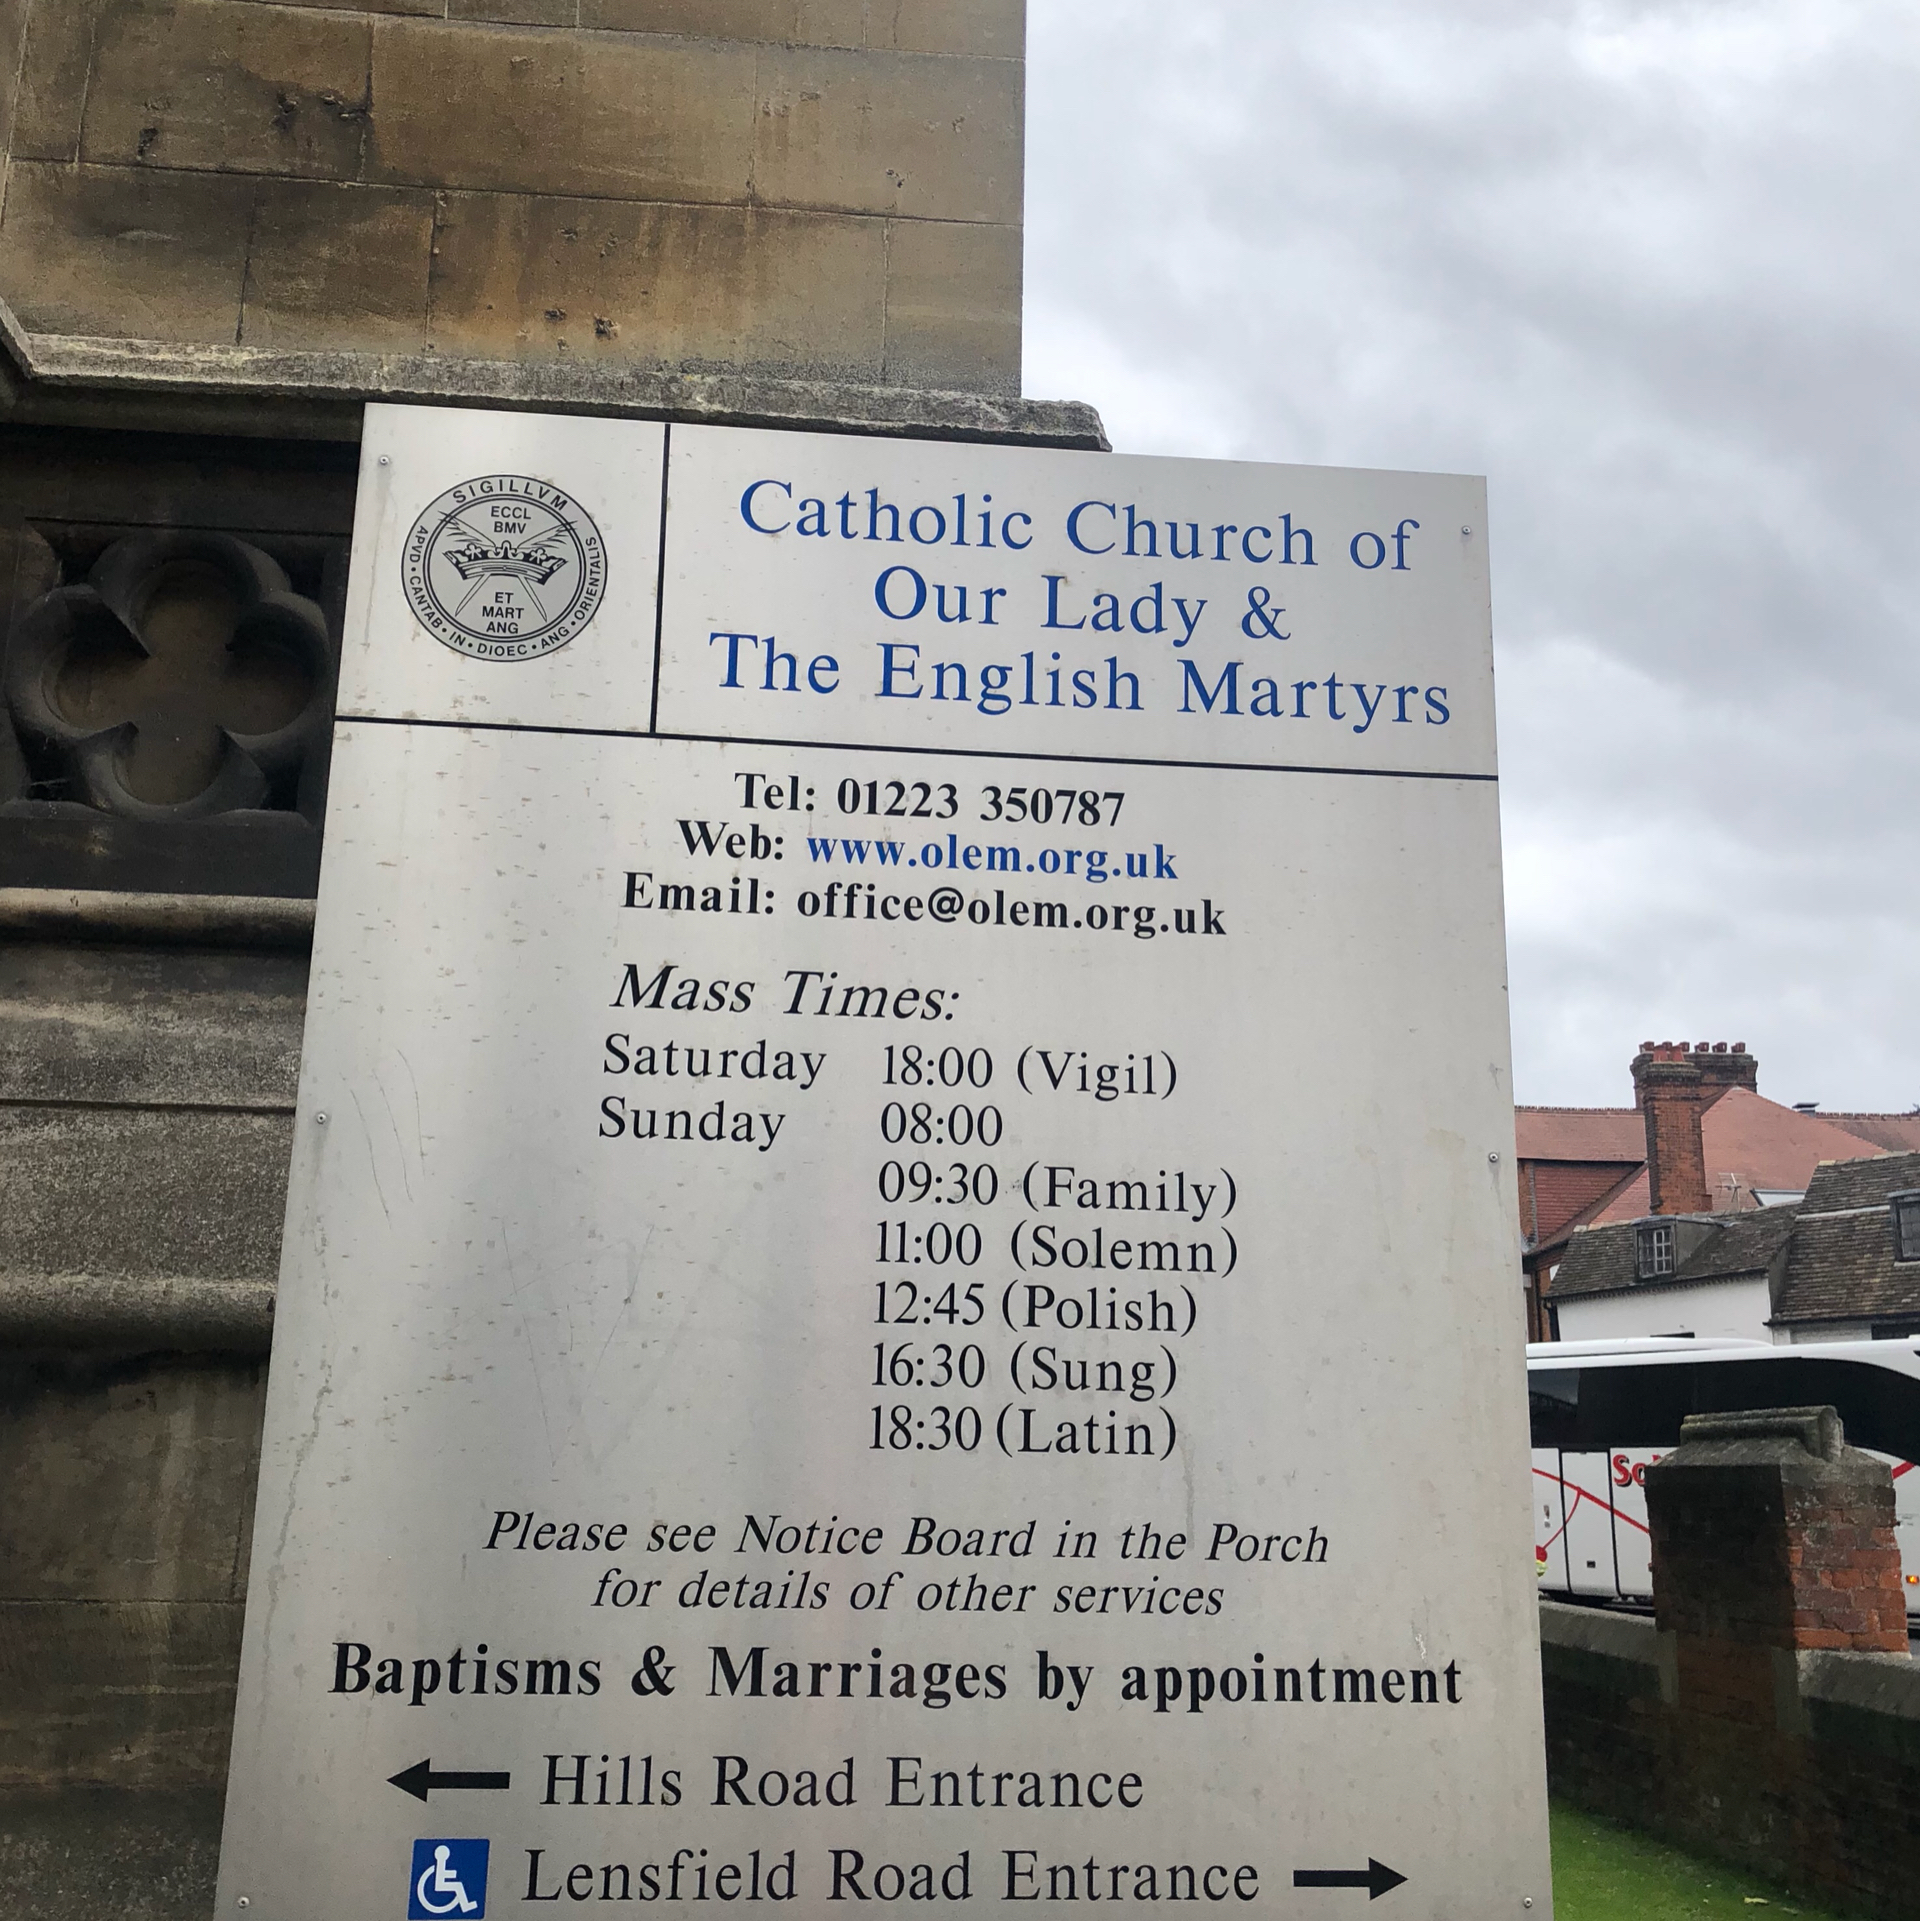 SIGILLVM
ECCL
BMV
ET
MART
ANG
APVD • CANTAB • IN • DIOEC • ANG • ORIENTALIS
Catholic Church of
Our Lady &
The English Martyrs
Tel: 01223 350787
Web: www.olem.org.uk
Email: office@olem.org.uk
Mass Times:
Saturday 18:00 (Vigil)
Sunday 08:00
09:30 (Family)
11:00 (Solemn)
12:45 (Polish)
16:30 (Sung)
18:30 (Latin)
Please see Notice Board in the Porch
for details of other services
Baptisms & Marriages by appointment
← Hills Road Entrance
Lensfield Road Entrance →